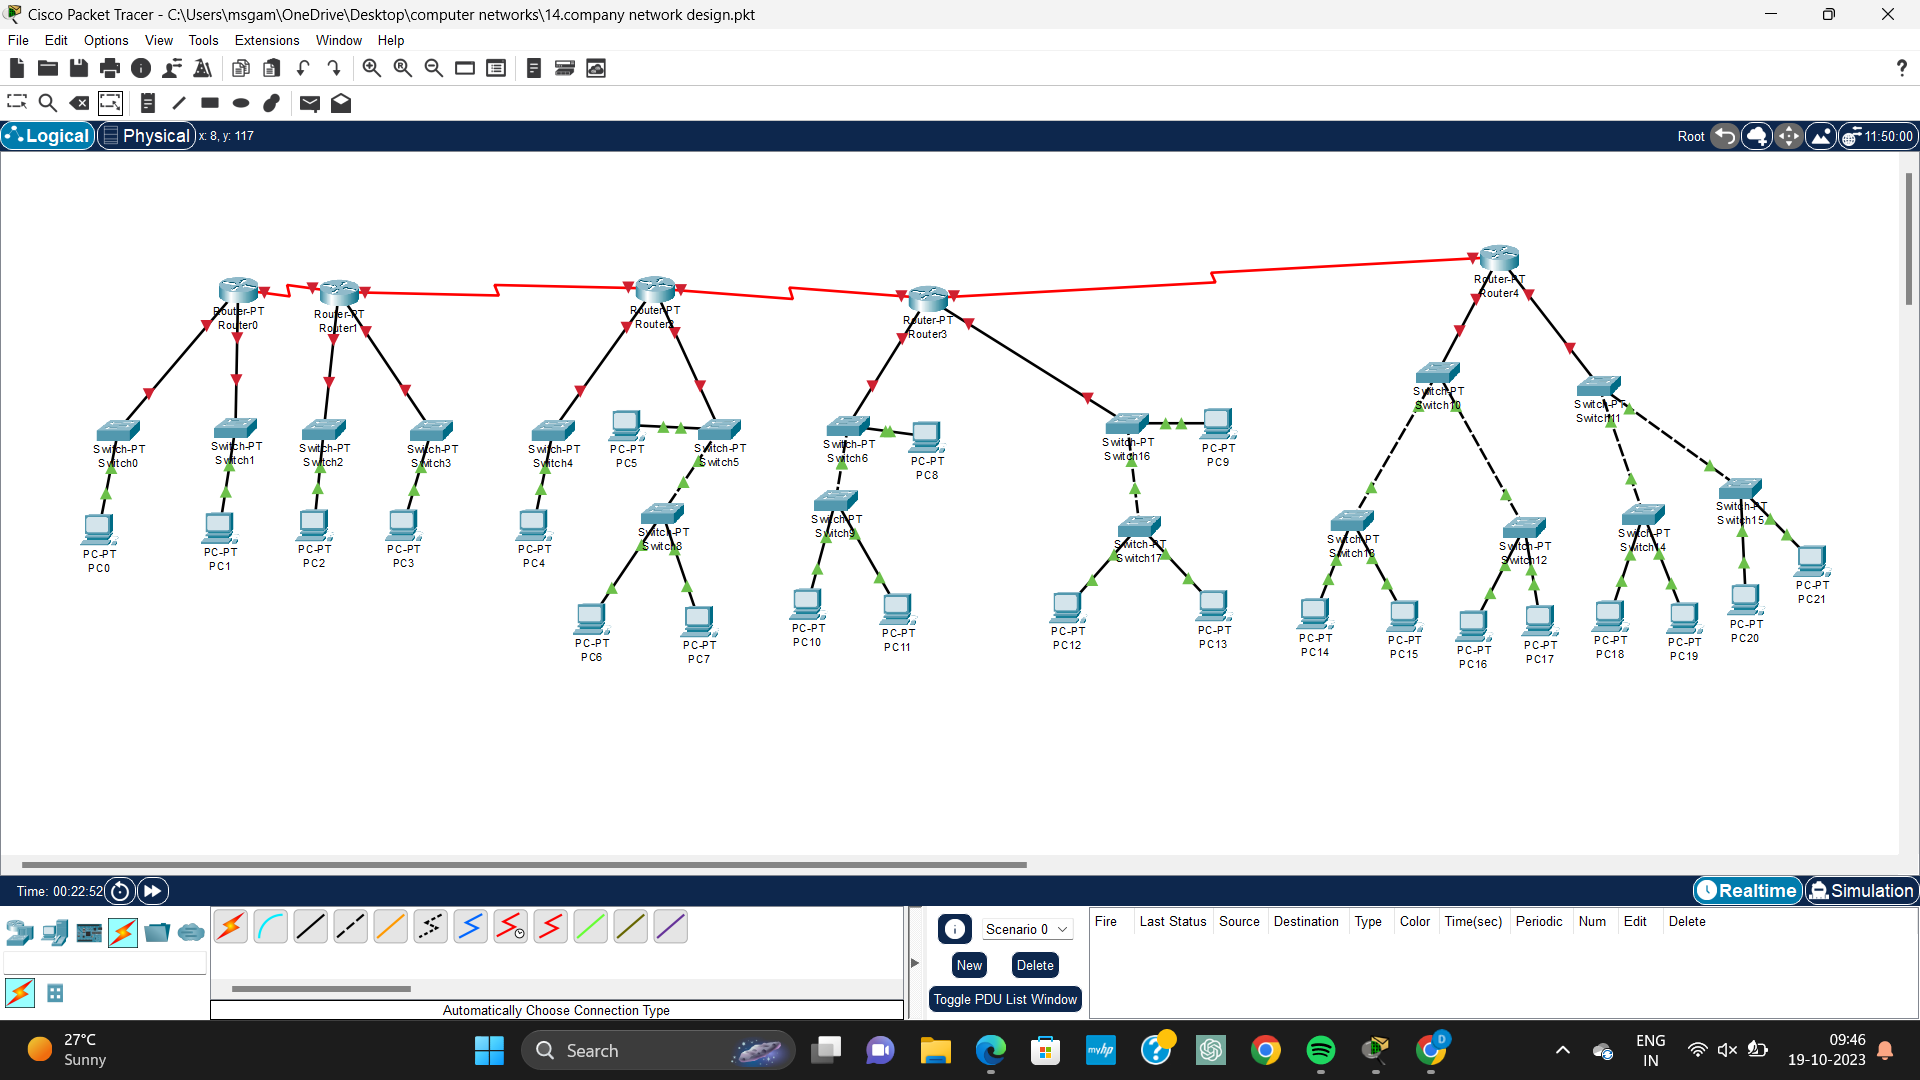 Cisco Packet Tracer - C:\Users\msgam\OneDrive\Desktop\computer networks\14.company network design.pkt
File Edit Options View Tools Extensions Window Help
?
Logical Physical x: 8, y: 117 Root 11:50:00
Router-PT
Router0
Router-PT
Router1
Router-PT
Router2
Router-PT
Router3
Router-PT
Router4
Switch-PT
Switch0
Switch-PT
Switch1
Switch-PT
Switch2
Switch-PT
Switch3
Switch-PT
Switch4
PC-PT
PC5
Switch-PT
Switch5
Switch-PT
Switch6
PC-PT
PC8
Switch-PT
Switch16
PC-PT
PC9
Switch-PT
Switch10
Switch-PT
Switch11
PC-PT
PC0
PC-PT
PC1
PC-PT
PC2
PC-PT
PC3
PC-PT
PC4
Switch-PT
Switch8
Switch-PT
Switch9
Switch-PT
Switch17
Switch-PT
Switch13
Switch-PT
Switch12
Switch-PT
Switch14
Switch-PT
Switch15
PC-PT
PC6
PC-PT
PC7
PC-PT
PC10
PC-PT
PC11
PC-PT
PC12
PC-PT
PC13
PC-PT
PC14
PC-PT
PC15
PC-PT
PC16
PC-PT
PC17
PC-PT
PC18
PC-PT
PC19
PC-PT
PC20
PC-PT
PC21
Time: 00:22:52 Realtime Simulation
Scenario 0
New Delete
Toggle PDU List Window
Fire Last Status Source Destination Type Color Time(sec) Periodic Num Edit Delete
Automatically Choose Connection Type
27°C
Sunny
Search
myhp
D
ENG
IN
09:46
19-10-2023